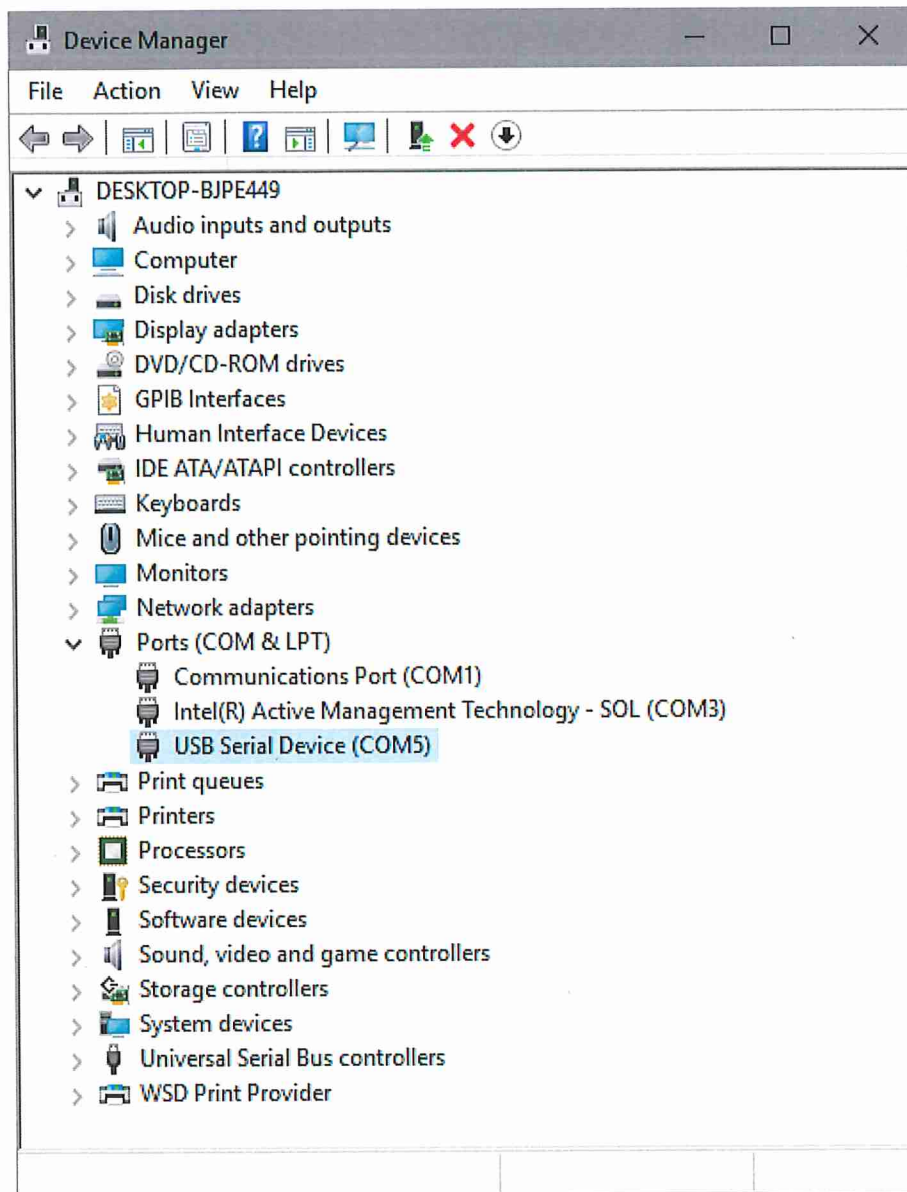 Device Manager
File Action View Help
DESKTOP-BJPE449
Audio inputs and outputs
Computer
Disk drives
Display adapters
DVD/CD-ROM drives
GPIB Interfaces
Human Interface Devices
IDE ATA/ATAPI controllers
Keyboards
Mice and other pointing devices
Monitors
Network adapters
Ports (COM & LPT)
Communications Port (COM1)
Intel(R) Active Management Technology - SOL (COM3)
USB Serial Device (COM5)
Print queues
Printers
Processors
Security devices
Software devices
Sound, video and game controllers
Storage controllers
System devices
Universal Serial Bus controllers
WSD Print Provider